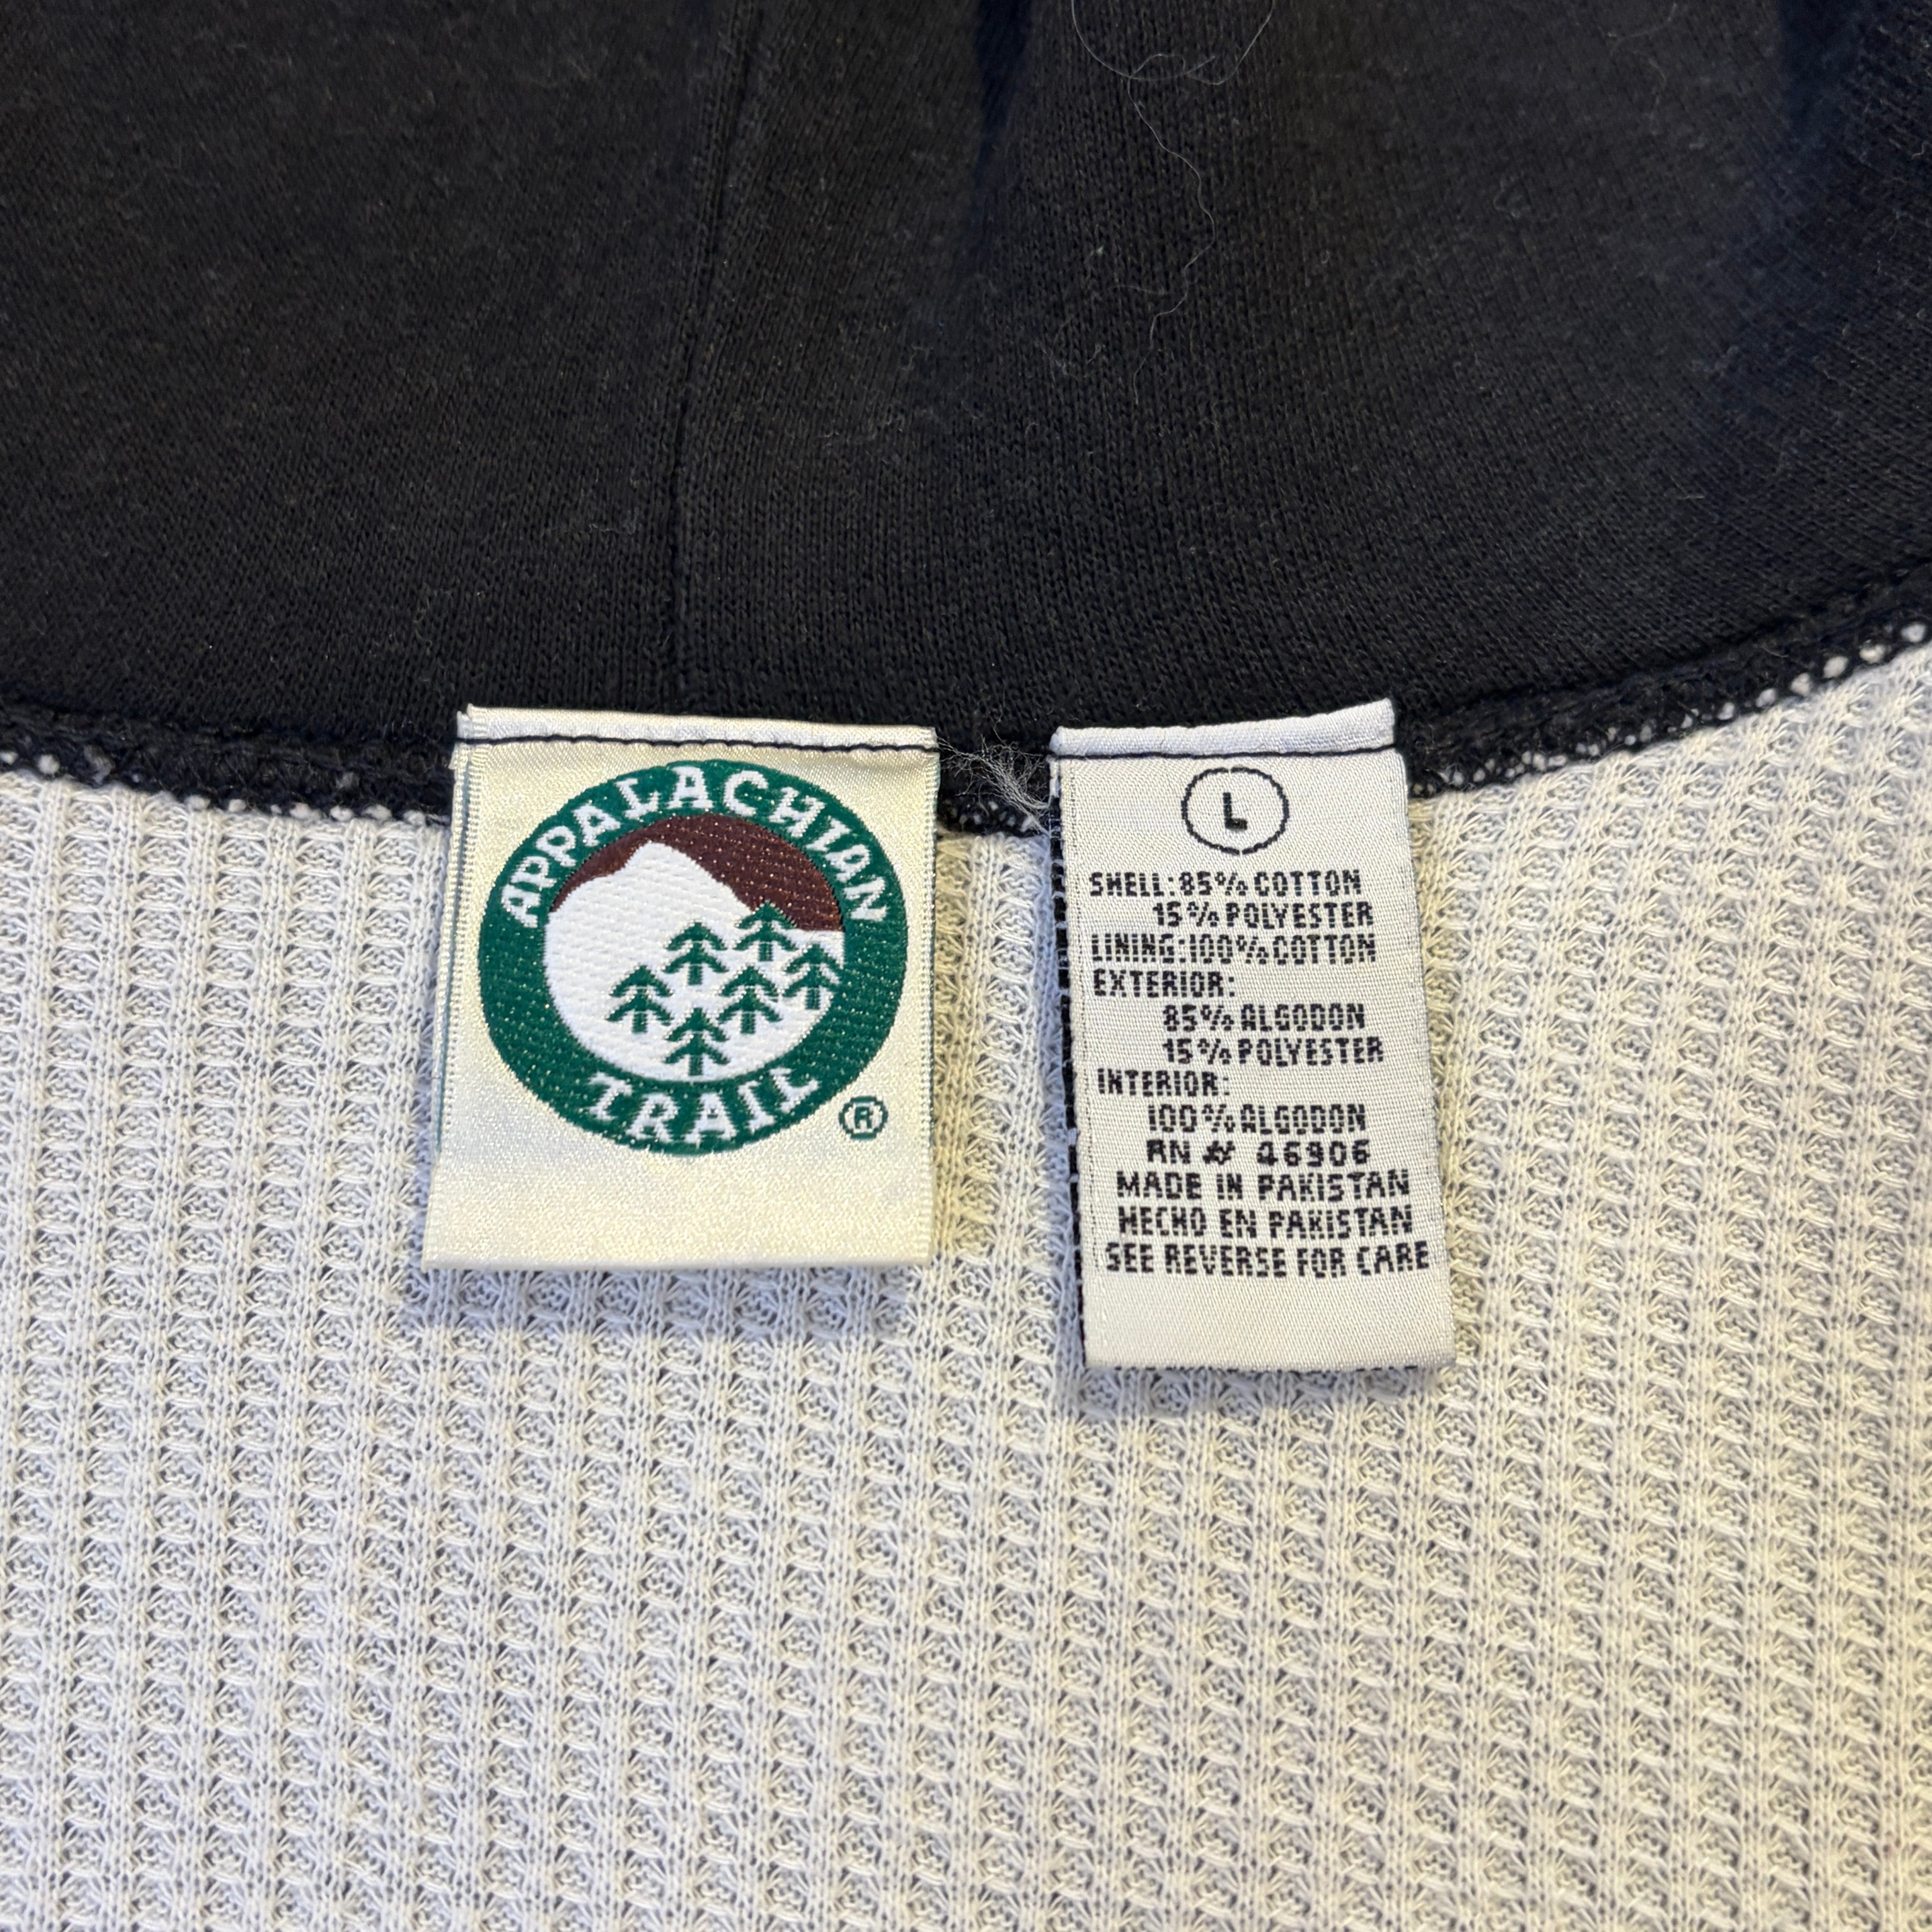 APPALACHIAN
TRAIL
®
L
SHELL:85% COTTON
15% POLYESTER
LINING:100% COTTON
EXTERIOR:
85% ALGODON
15% POLYESTER
INTERIOR:
100% ALGODON
RN # 46906
MADE IN PAKISTAN
HECHO EN PAKISTAN
SEE REVERSE FOR CARE